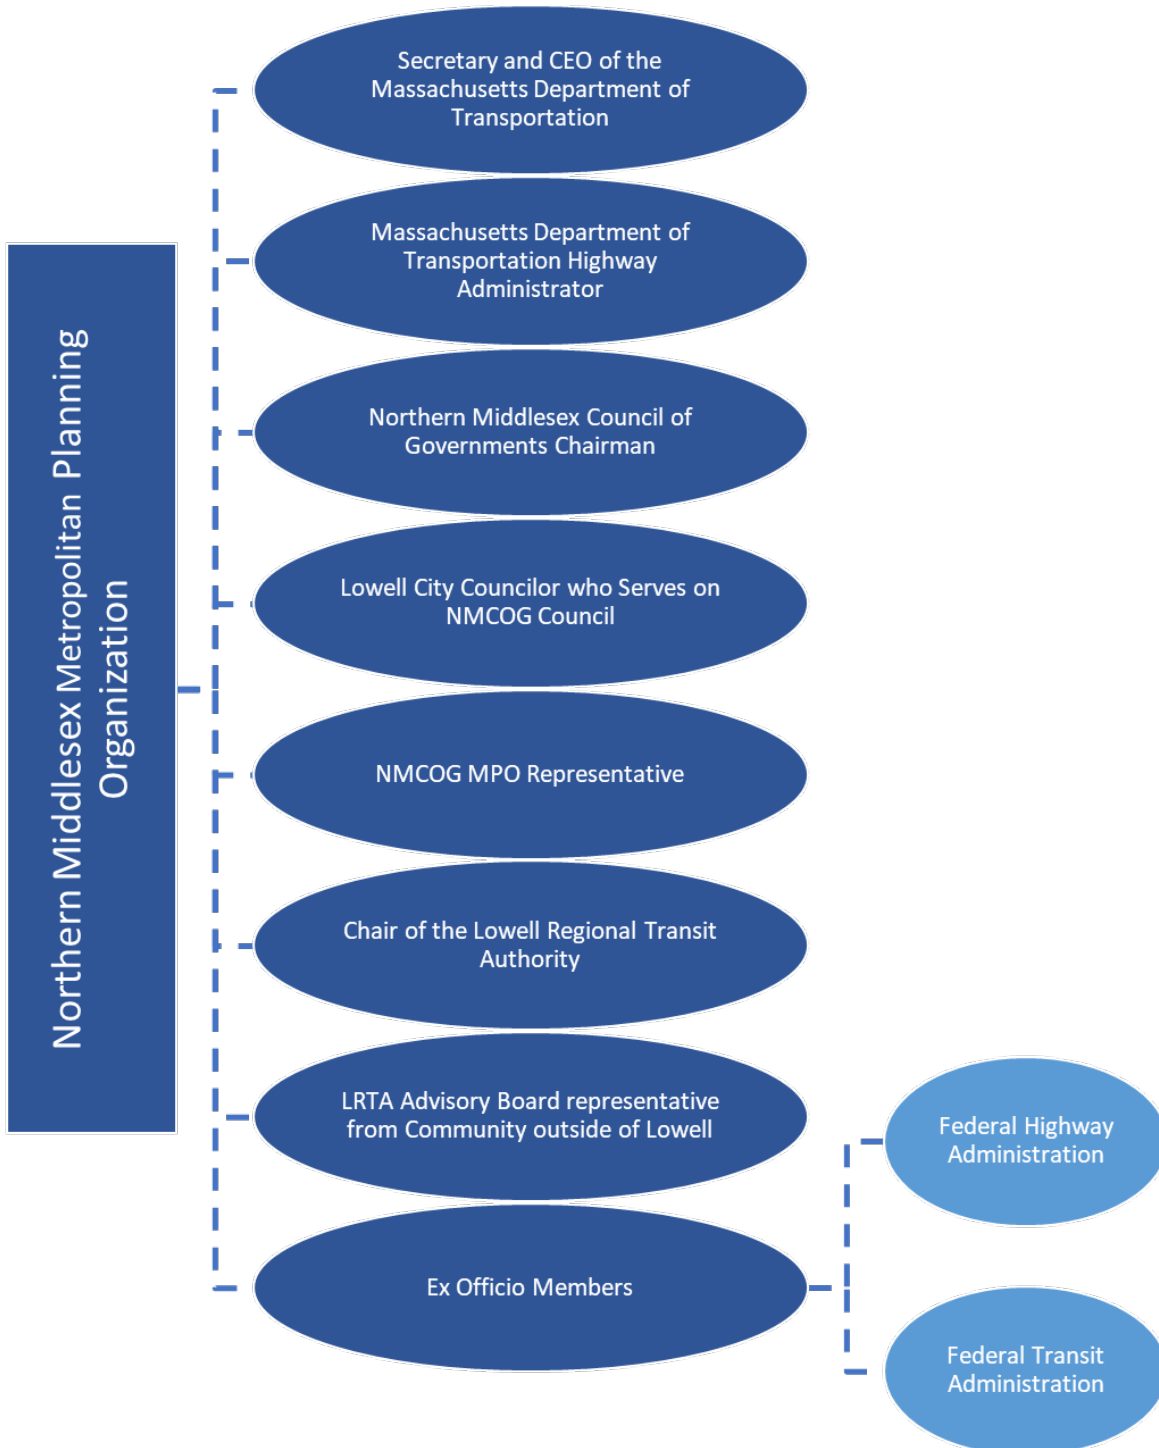 Northern Middlesex Metropolitan Planning
Organization
Secretary and CEO of the
Massachusetts Department of
Transportation
Massachusetts Department of
Transportation Highway
Administrator
Northern Middlesex Council of
Governments Chairman
Lowell City Councilor who Serves on
NMCOG Council
NMCOG MPO Representative
Chair of the Lowell Regional Transit
Authority
LRTA Advisory Board representative
from Community outside of Lowell
Ex Officio Members
Federal Highway
Administration
Federal Transit
Administration